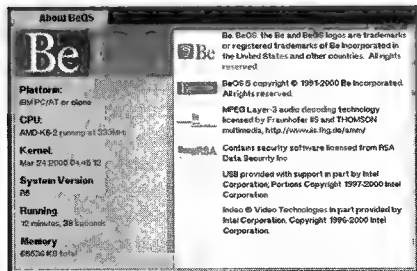 About BeOS
Be
Platform:
IBM PC/AT or clone
CPU:
AMD-K6-2 running at 333MHz
Kernel:
Mar 24 2000 04:45:12
System Version
R5
Running
12 minutes, 38 seconds
Memory
65536 KB total
Be
Be, BeOS, the Be and BeOS logos are trademarks
or registered trademarks of Be Incorporated in
the United States and other countries. All rights
reserved.
BeOS 5 copyright © 1991-2000 Be Incorporated.
All rights reserved.
MPEG Layer-3 audio decoding technology
licensed by Fraunhofer IIS and THOMSON
multimedia, http://www.iis.fhg.de/amm/
RSA
Contains security software licensed from RSA
Data Security Inc
USB provided with support in part by Intel
Corporation; Portions Copyright 1997-2000 Intel
Corporation
Indeo ® Video Technologies in part provided by
Intel Corporation. Copyright 1996-2000 Intel
Corporation.